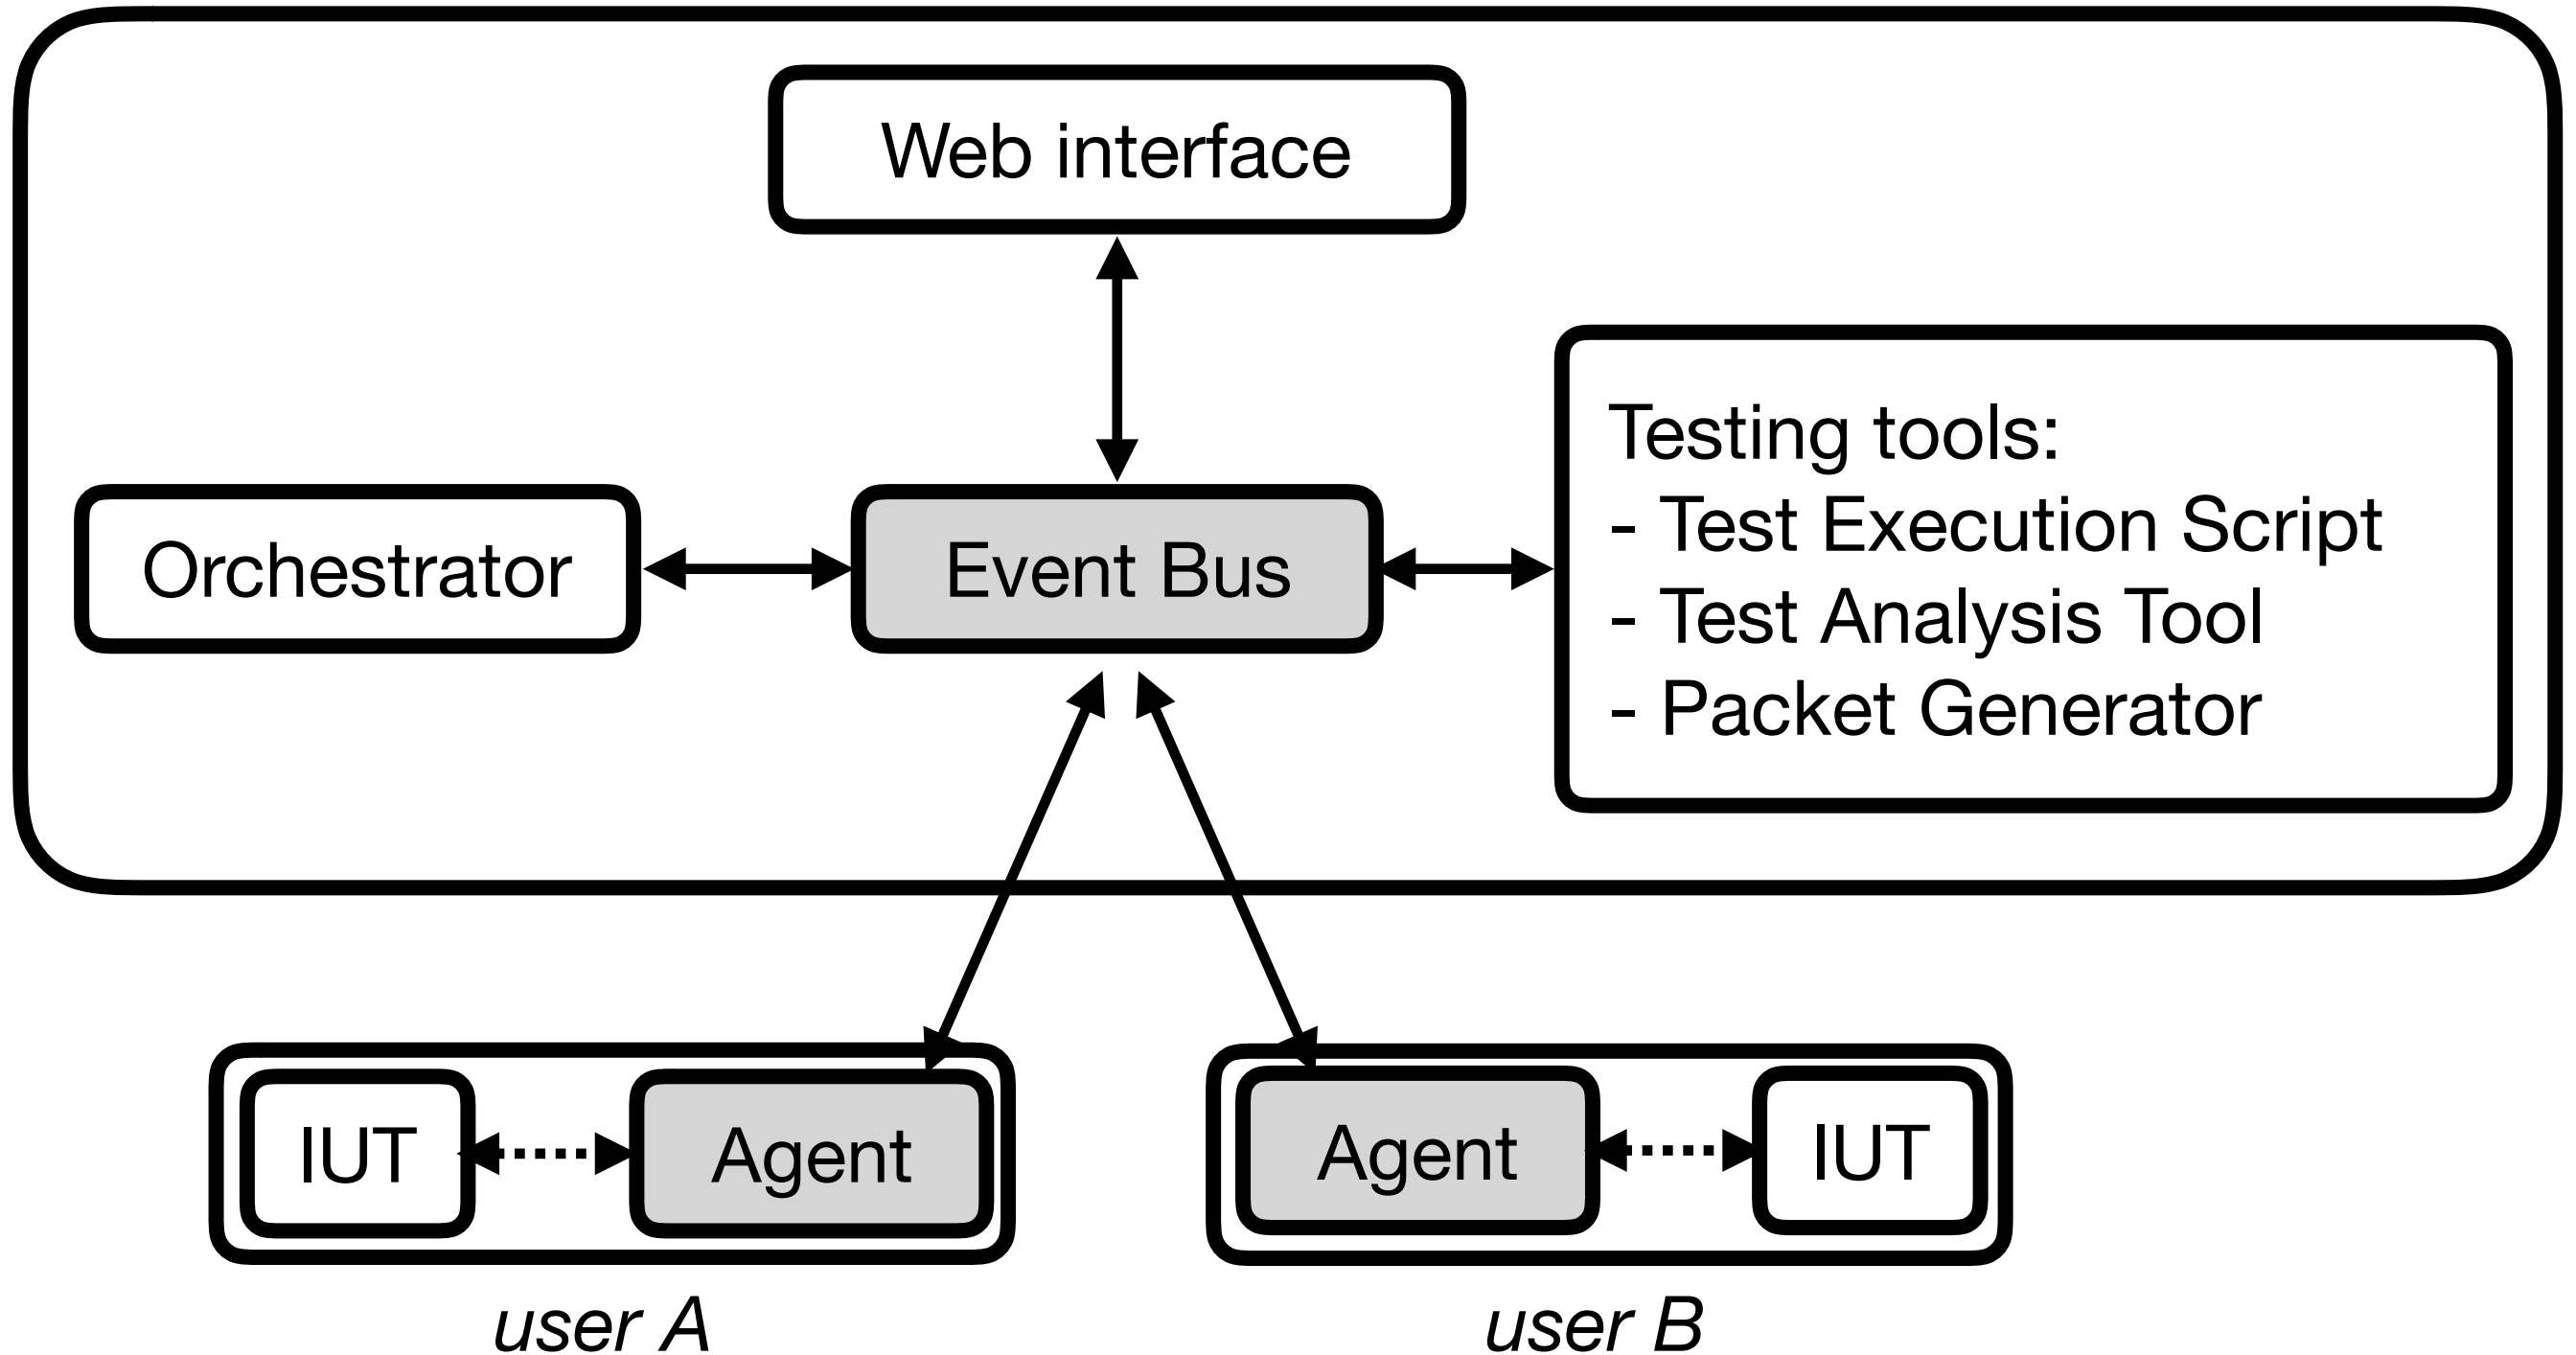 Web interface
Orchestrator
Event Bus
Testing tools:
- Test Execution Script
- Test Analysis Tool
- Packet Generator
IUT
Agent
Agent
IUT
user A
user B